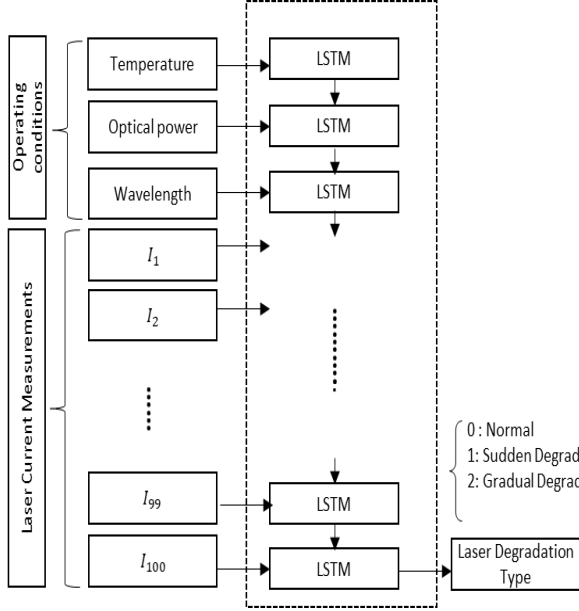 Operating
conditions
Temperature
LSTM
Optical power
LSTM
Wavelength
LSTM
Laser Current Measurements
I₁
I₂
I₉₉
LSTM
I₁₀₀
LSTM
0 : Normal
1: Sudden Degrad
2: Gradual Degrad
Laser Degradation
Type